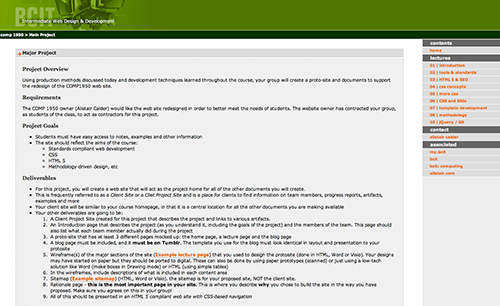 BCIT
Intermediate Web Design & Development
comp 1950 > Main Project
Major Project
Project Overview
Using production methods discussed today and development techniques learned throughout the course, your group will create a proto-site and documents to support
the redesign of the COMP1950 web site.
Requirements
The COMP 1950 owner (Alistair Calder) would like the web site redesigned in order to better meet the needs of students. The website owner has contracted your group,
as students of the class, to act as contractors for this project.
Project Goals
Students must have easy access to notes, examples and other information
The site should reflect the aims of the course:
Standards compliant web development
CSS
HTML 5
Methodology-driven design, etc
Deliverables
For this project, you will create a web site that will act as the project home for all of the other documents you will create.
This is frequently referred to as a Client Site or a Client Project Site and is a place for clients to find information on team members, progress reports, artifacts,
examples and more
Your client site will be similar to your course homepage, in that it is a central location for all the other documents you are making available
Your other deliverables are going to be:
1. A Client Project Site created for this project that describes the project and links to various artifacts.
2. An Introduction page that describes the project (as you understand it, including the goals of the project) and the members of the team. This page should
also list what each team member actually did during the project
3. A proto-site that has at least 3 different pages mocked up, the home page, a lecture page and the blog page
4. A blog page must be included, and it must be on Tumblr. The template you use for the blog must look identical in layout and presentation to your
protosite
5. Wireframe(s) of the major sections of the site (Example lecture page) that you used to design the protosite (done in HTML, Word or Visio). Your designs
may have started on paper but they should be ported to digital. These can also be done by using paper prototypes (scanned) or just using a low-tech
solution like Word (make boxes in Drawing mode) or HTML (using simple tables)
6. In the wireframes, include descriptions of what is included in each content area
7. Sitemap (Example sitemap) (HTML, Word or Visio); the sitemap is for your proposed site, NOT the client site.
8. Rationale page - this is the most important page in your site. This is where you describe why you chose to build the site in the way you have
proposed. Make sure you agree on this in your group!
9. All of this should be presented in an HTML 5 compliant web site with CSS-based navigation
contents
home
lectures
01 | introduction
02 | tools & standards
03 | HTML 5 & SEO
04 | css concepts
05 | more css
06 | CSS and IDEs
07 | template development
09 | methodology
10 | jQuery / IDE
contact
alistair calder
associated
my.bcit
bcit
bcit: computing
alistair.com